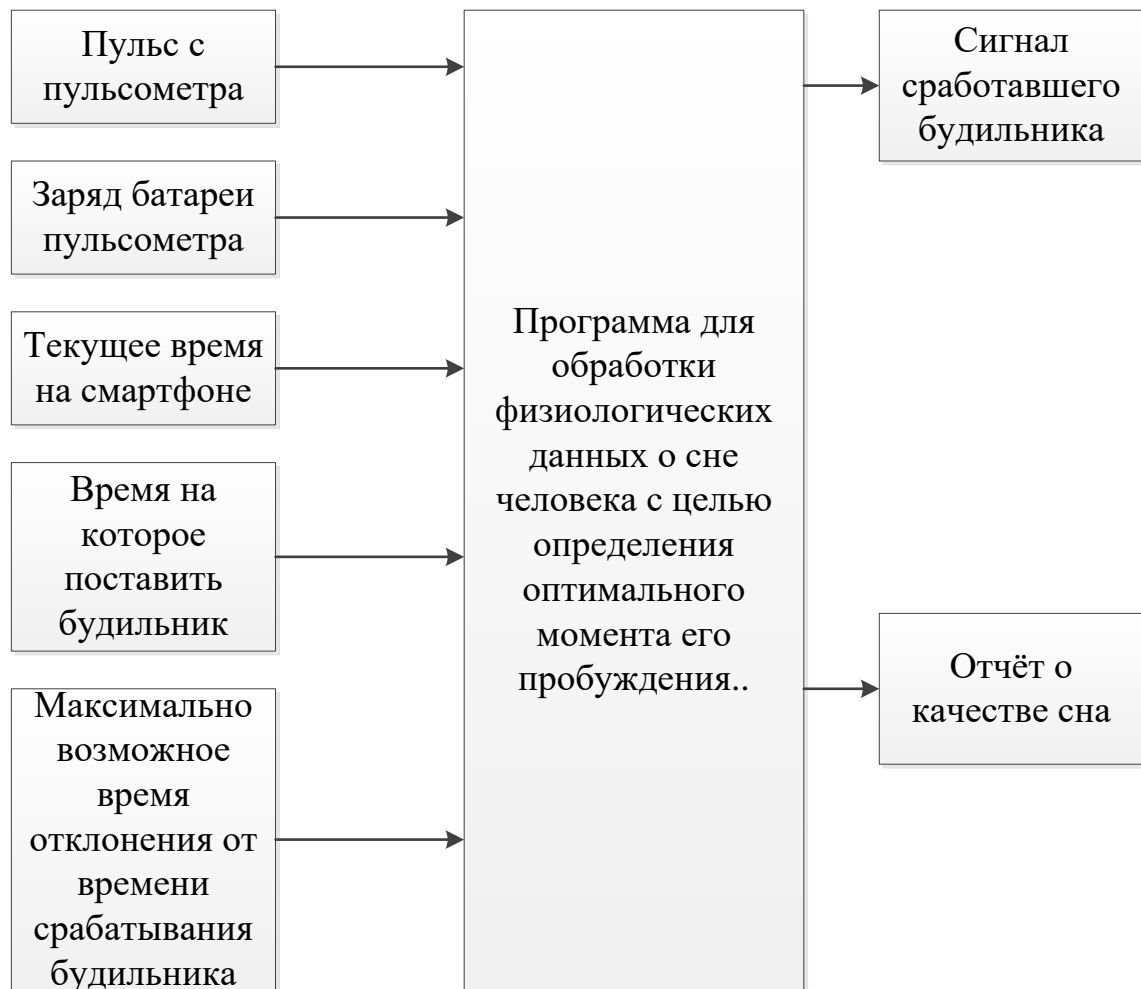 Пульс с
пульсометра
Заряд батареи
пульсометра
Текущее время
на смартфоне
Время на
которое
поставить
будильник
Максимально
возможное
время
отклонения от
времени
срабатывания
будильника
Программа для
обработки
физиологических
данных о сне
человека с целью
определения
оптимального
момента его
пробуждения..
Сигнал
сработавшего
будильника
Отчёт о
качестве сна